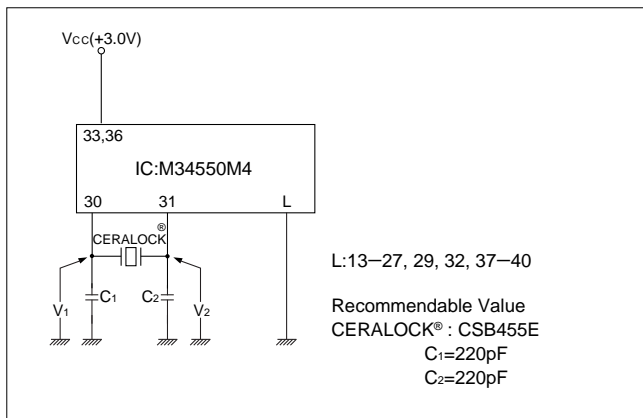 Vcc(+3.0V)
33,36
IC:M34550M4
30 31 L
CERALOCK®
V1 C1 C2 V2
L:13−27, 29, 32, 37−40
Recommendable Value
CERALOCK® : CSB455E
C1=220pF
C2=220pF